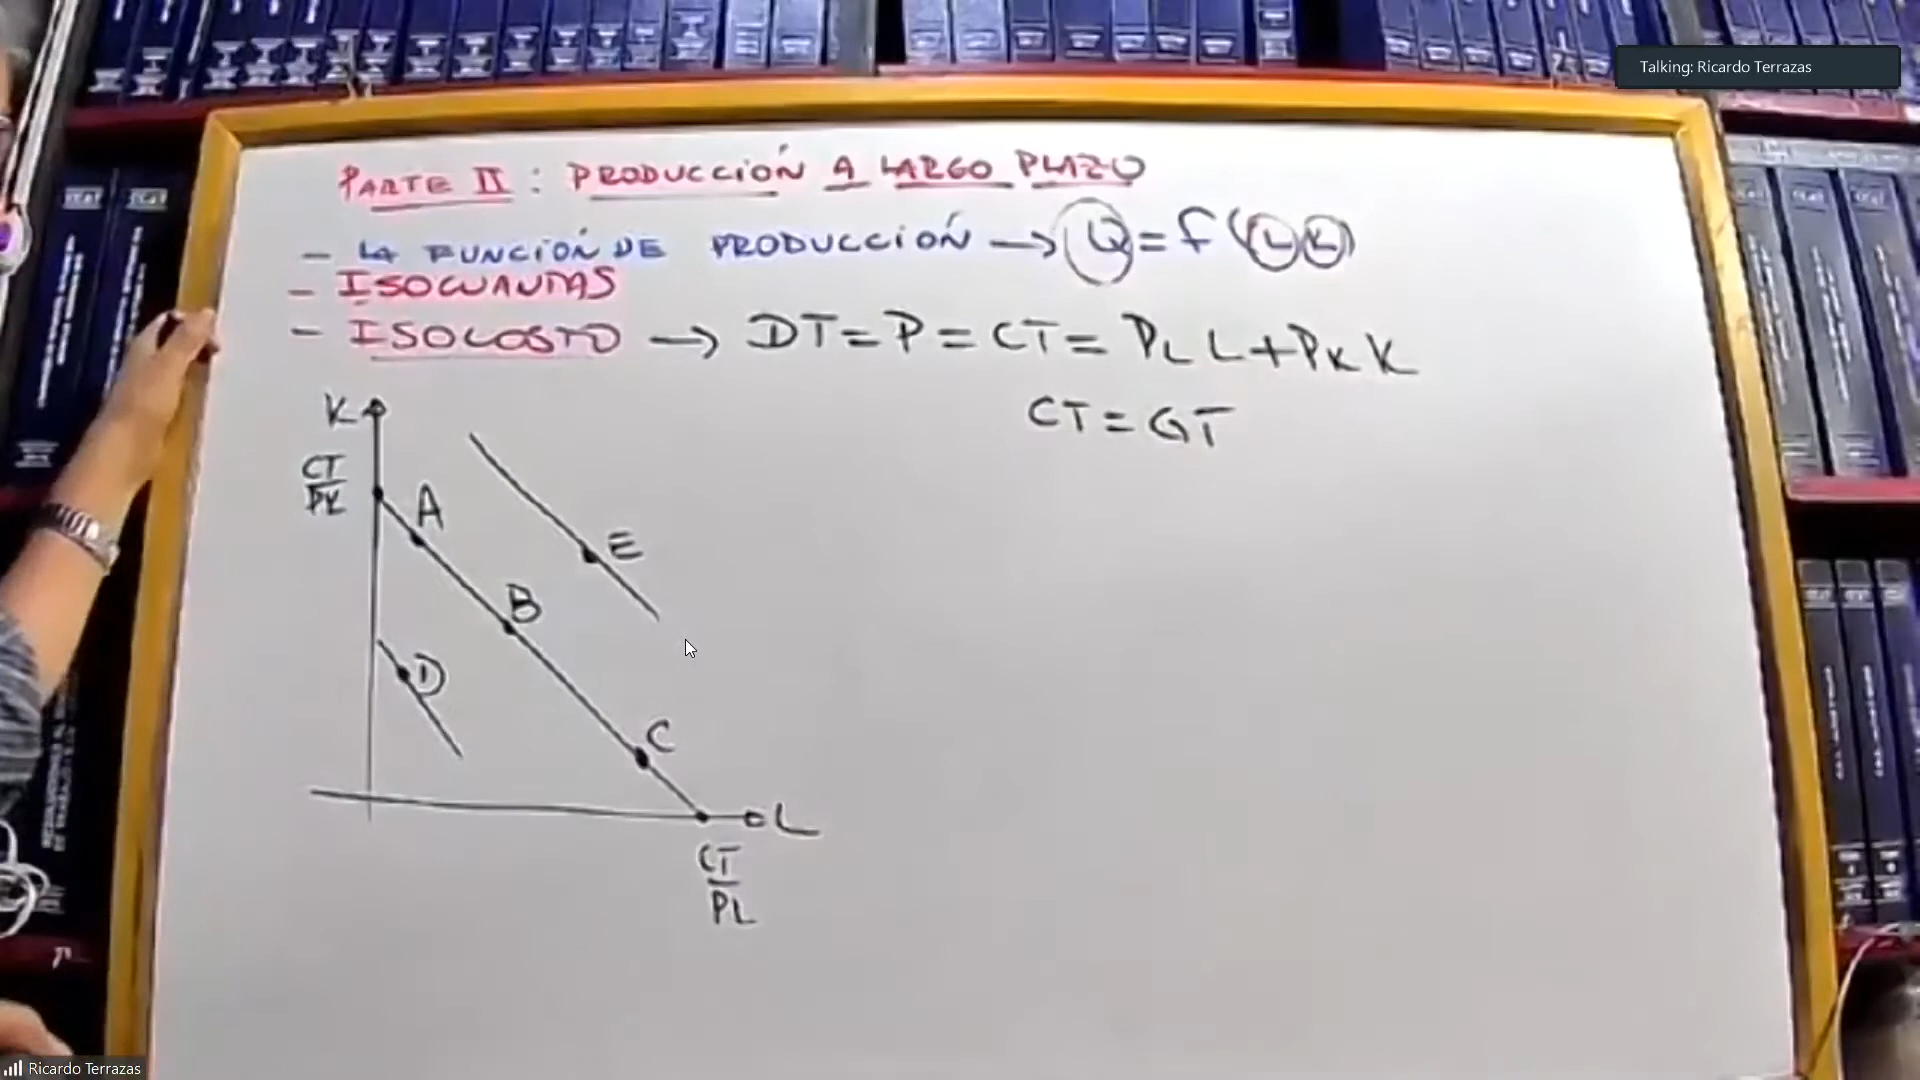 Talking: Ricardo Terrazas
PARTE II : PRODUCCIÓN A LARGO PLAZO
- LA FUNCIÓN DE PRODUCCIÓN → Q = f(L K)
- ISOCUANTAS
- ISOCOSTO → DT = P = CT = PL L + PK K
CT = GT
K
CT
PK
A
E
B
D
C
L
CT
PL
Ricardo Terrazas